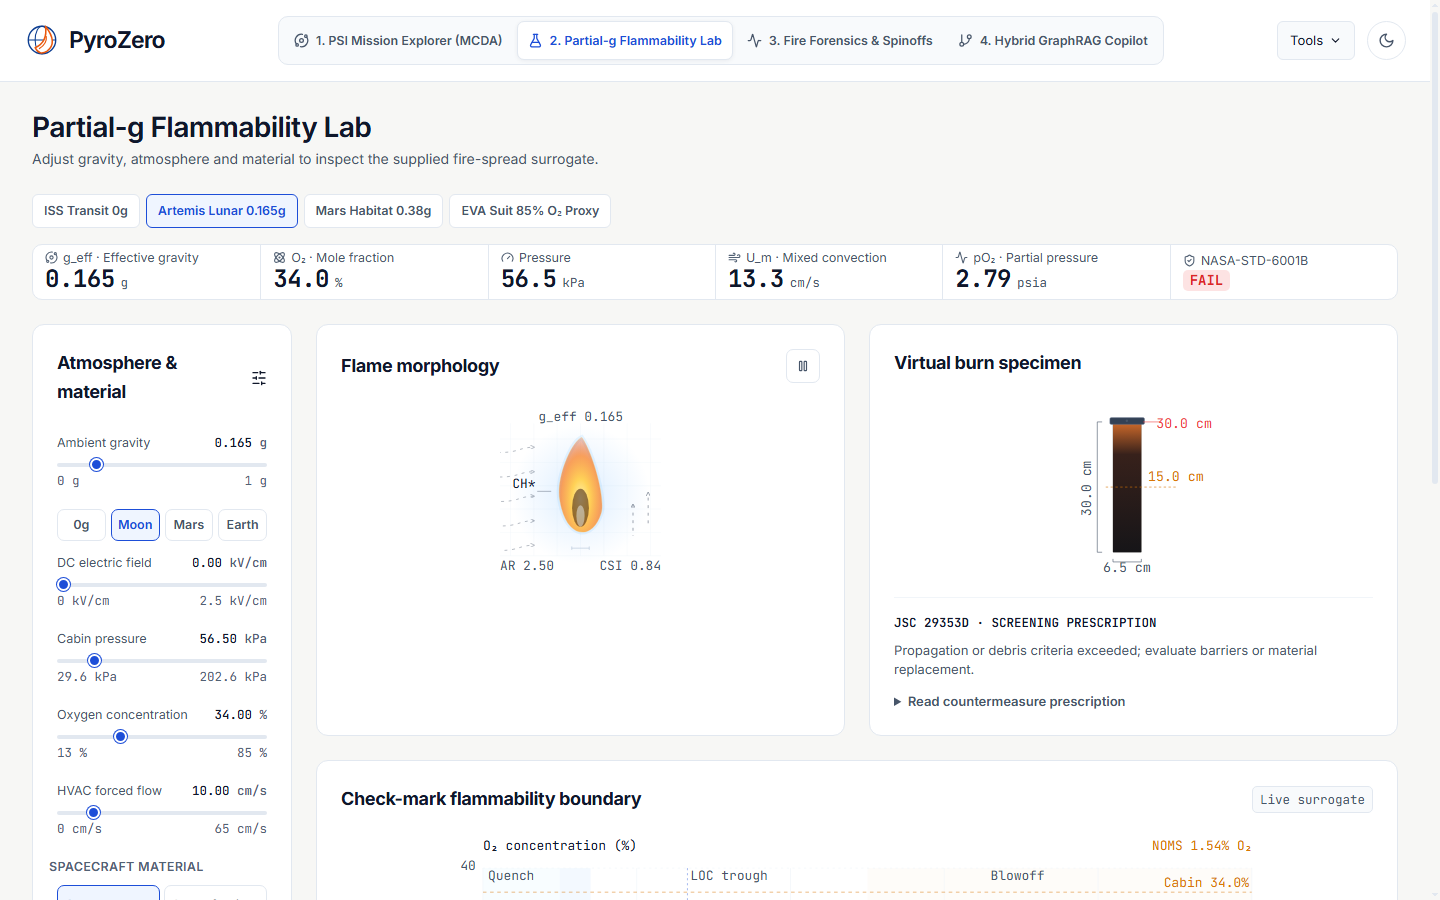 PyroZero
1. PSI Mission Explorer (MCDA)
2. Partial-g Flammability Lab
3. Fire Forensics & Spinoffs
4. Hybrid GraphRAG Copilot
Tools
Partial-g Flammability Lab
Adjust gravity, atmosphere and material to inspect the supplied fire-spread surrogate.
ISS Transit 0g
Artemis Lunar 0.165g
Mars Habitat 0.38g
EVA Suit 85% O₂ Proxy
g_eff · Effective gravity
0.165 g
O₂ · Mole fraction
34.0 %
Pressure
56.5 kPa
U_m · Mixed convection
13.3 cm/s
pO₂ · Partial pressure
2.79 psia
NASA-STD-6001B
FAIL
Atmosphere &
material
Ambient gravity 0.165 g
0 g 1 g
0g Moon Mars Earth
DC electric field 0.00 kV/cm
0 kV/cm 2.5 kV/cm
Cabin pressure 56.50 kPa
29.6 kPa 202.6 kPa
Oxygen concentration 34.00 %
13 % 85 %
HVAC forced flow 10.00 cm/s
0 cm/s 65 cm/s
SPACECRAFT MATERIAL
Flame morphology
g_eff 0.165
CH*
AR 2.50 CSI 0.84
Virtual burn specimen
30.0 cm
15.0 cm
30.0 cm
6.5 cm
JSC 29353D · SCREENING PRESCRIPTION
Propagation or debris criteria exceeded; evaluate barriers or material
replacement.
Read countermeasure prescription
Check-mark flammability boundary
Live surrogate
O₂ concentration (%)
NOMS 1.54% O₂
40
Quench
LOC trough
Blowoff
Cabin 34.0%